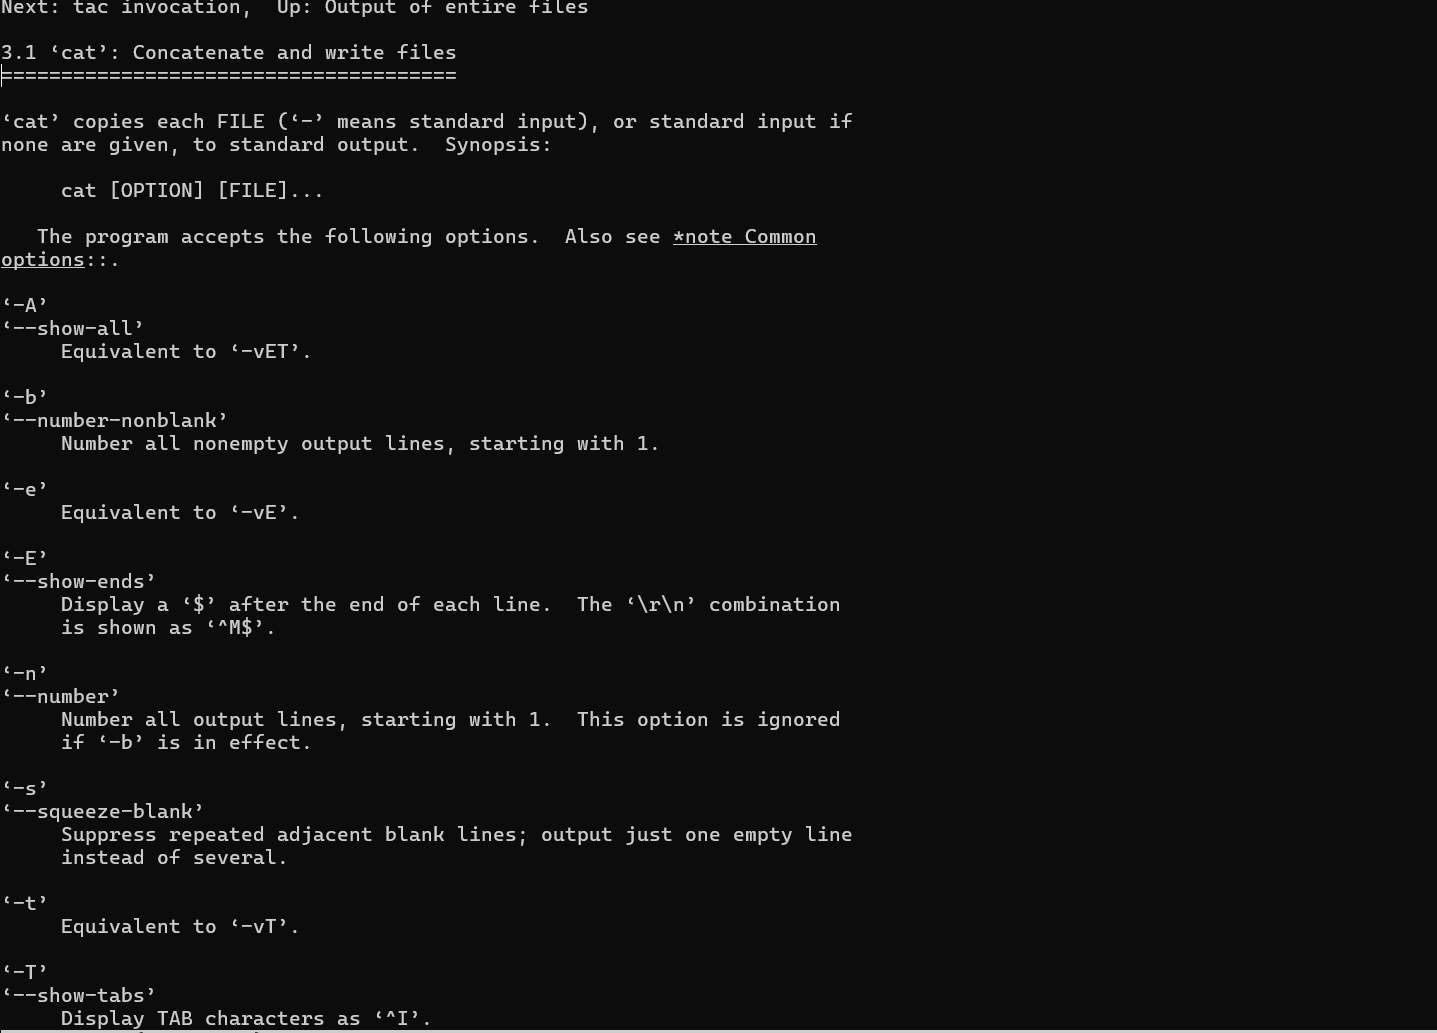 Next: tac invocation,  Up: Output of entire files

3.1 ‘cat’: Concatenate and write files
======================================

‘cat’ copies each FILE (‘-’ means standard input), or standard input if
none are given, to standard output.  Synopsis:

     cat [OPTION] [FILE]...

   The program accepts the following options.  Also see *note Common
options::.

‘-A’
‘--show-all’
     Equivalent to ‘-vET’.

‘-b’
‘--number-nonblank’
     Number all nonempty output lines, starting with 1.

‘-e’
     Equivalent to ‘-vE’.

‘-E’
‘--show-ends’
     Display a ‘$’ after the end of each line.  The ‘\r\n’ combination
     is shown as ‘^M$’.

‘-n’
‘--number’
     Number all output lines, starting with 1.  This option is ignored
     if ‘-b’ is in effect.

‘-s’
‘--squeeze-blank’
     Suppress repeated adjacent blank lines; output just one empty line
     instead of several.

‘-t’
     Equivalent to ‘-vT’.

‘-T’
‘--show-tabs’
     Display TAB characters as ‘^I’.